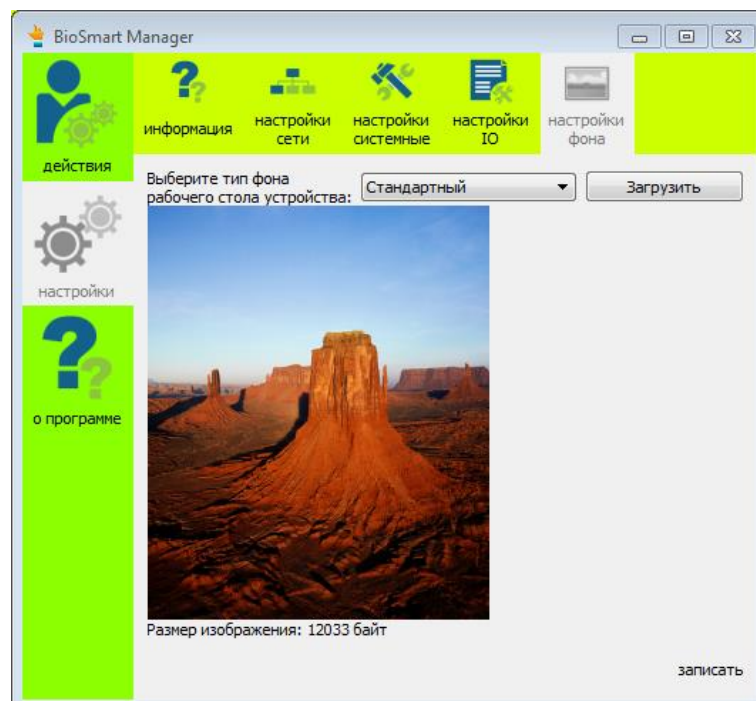 BioSmart Manager
информация
настройки
сети
настройки
системные
настройки
IO
настройки
фона
действия
настройки
о программе
Выберите тип фона
рабочего стола устройства:
Стандартный
Загрузить
Размер изображения: 12033 байт
записать